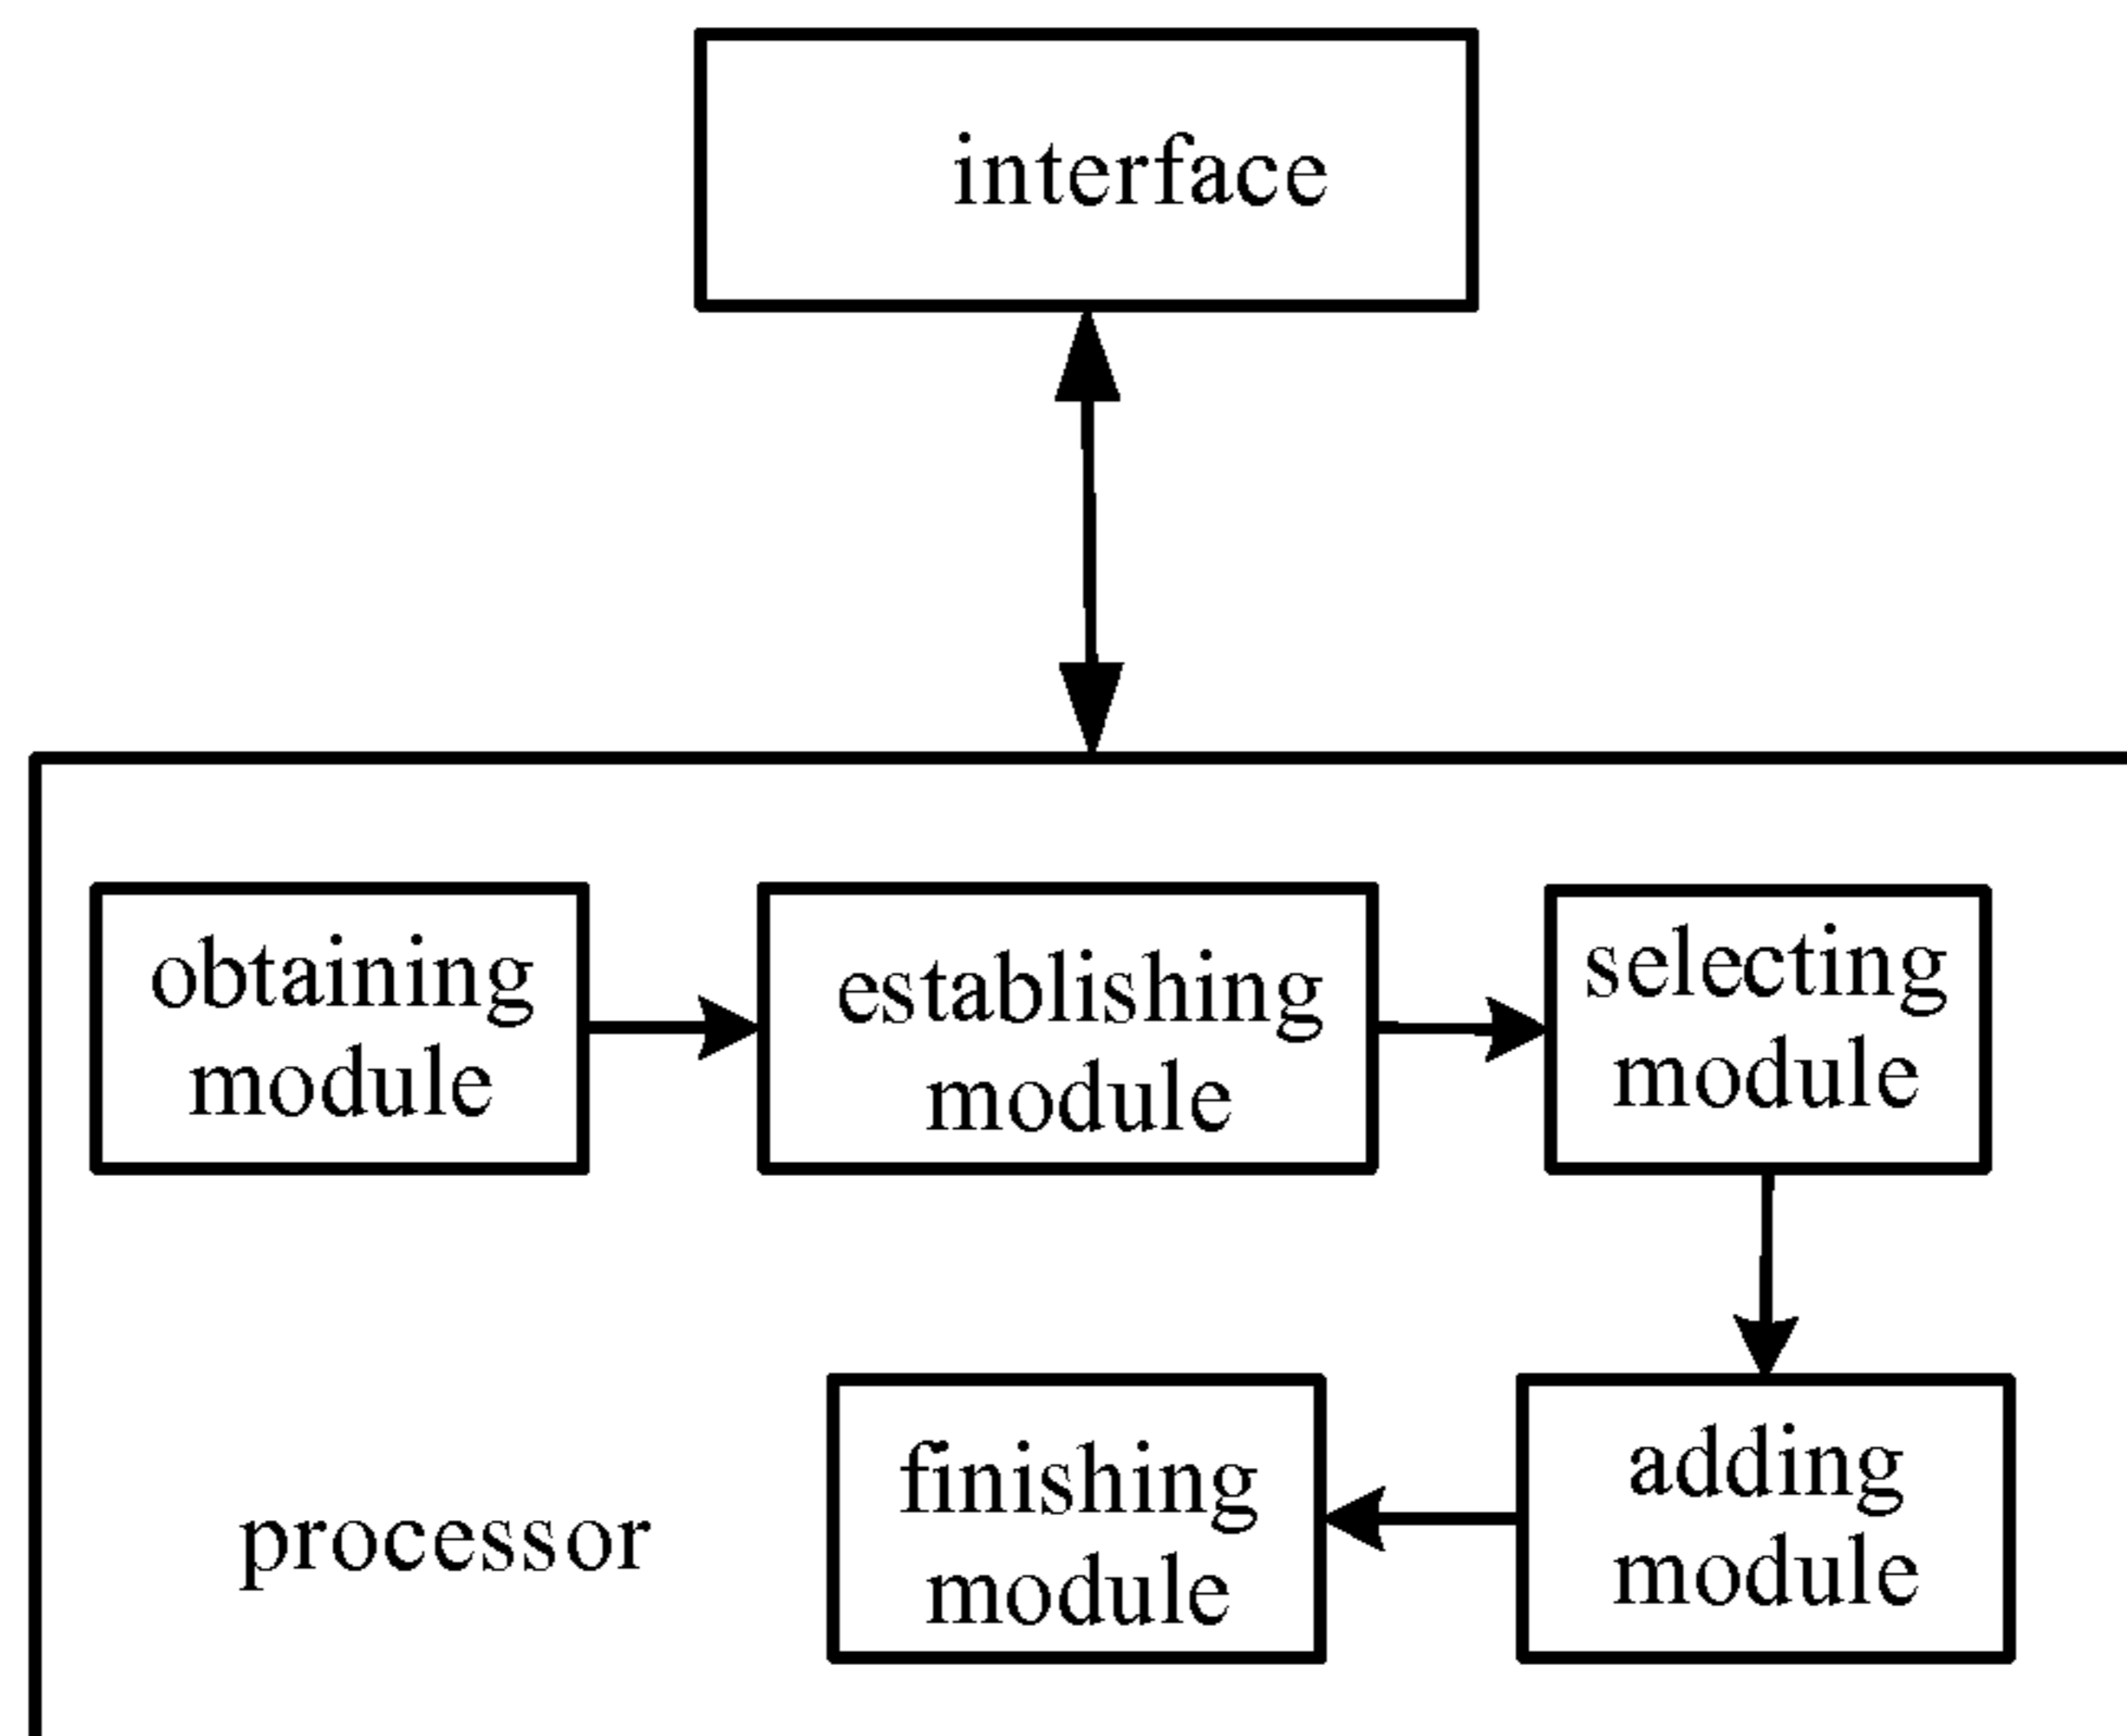 interface
obtaining
module
establishing
module
selecting
module
processor
finishing
module
adding
module